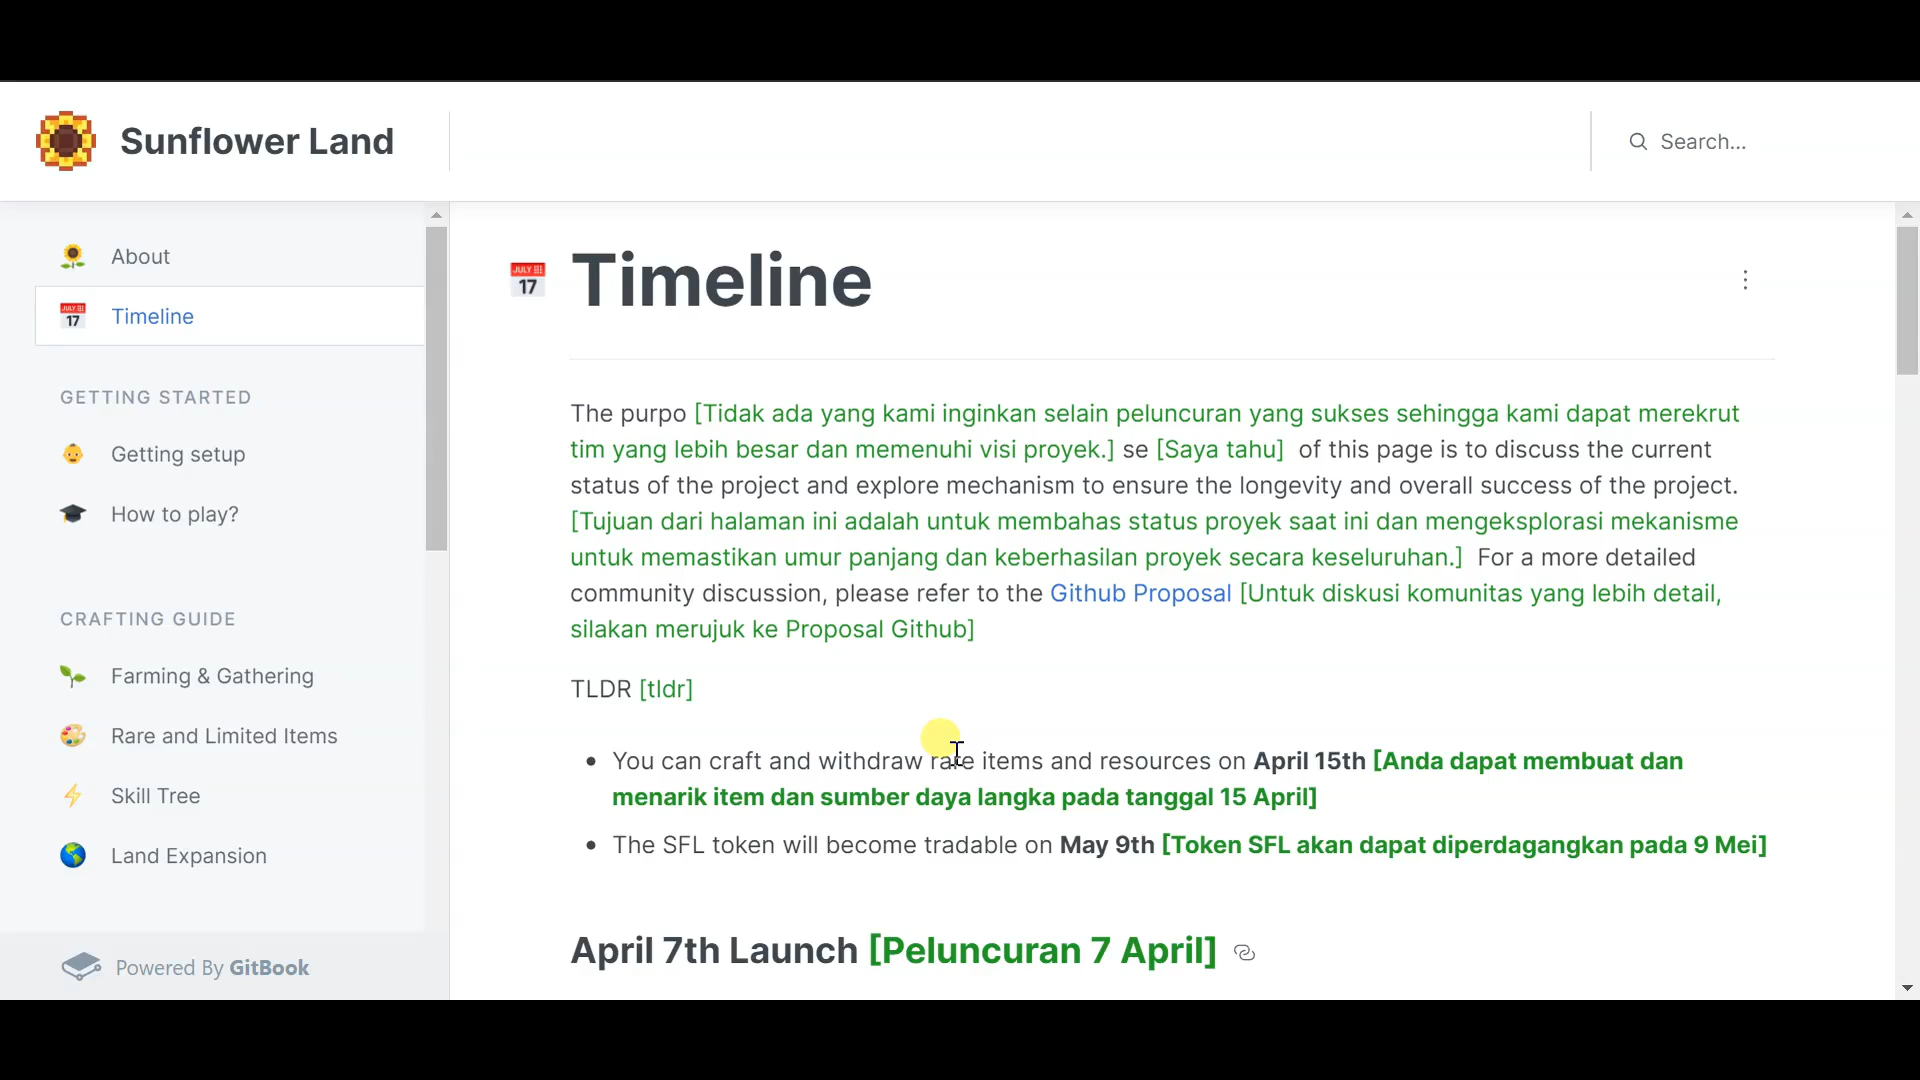 Sunflower Land
Search...
About
Timeline
GETTING STARTED
Getting setup
How to play?
CRAFTING GUIDE
Farming & Gathering
Rare and Limited Items
Skill Tree
Land Expansion
Powered By GitBook
JULY
17
Timeline
The purpo [Tidak ada yang kami inginkan selain peluncuran yang sukses sehingga kami dapat merekrut
tim yang lebih besar dan memenuhi visi proyek.] se [Saya tahu] of this page is to discuss the current
status of the project and explore mechanism to ensure the longevity and overall success of the project.
[Tujuan dari halaman ini adalah untuk membahas status proyek saat ini dan mengeksplorasi mekanisme
untuk memastikan umur panjang dan keberhasilan proyek secara keseluruhan.] For a more detailed
community discussion, please refer to the Github Proposal [Untuk diskusi komunitas yang lebih detail,
silakan merujuk ke Proposal Github]
TLDR [tldr]
• You can craft and withdraw rare items and resources on April 15th [Anda dapat membuat dan
menarik item dan sumber daya langka pada tanggal 15 April]
• The SFL token will become tradable on May 9th [Token SFL akan dapat diperdagangkan pada 9 Mei]
April 7th Launch [Peluncuran 7 April]